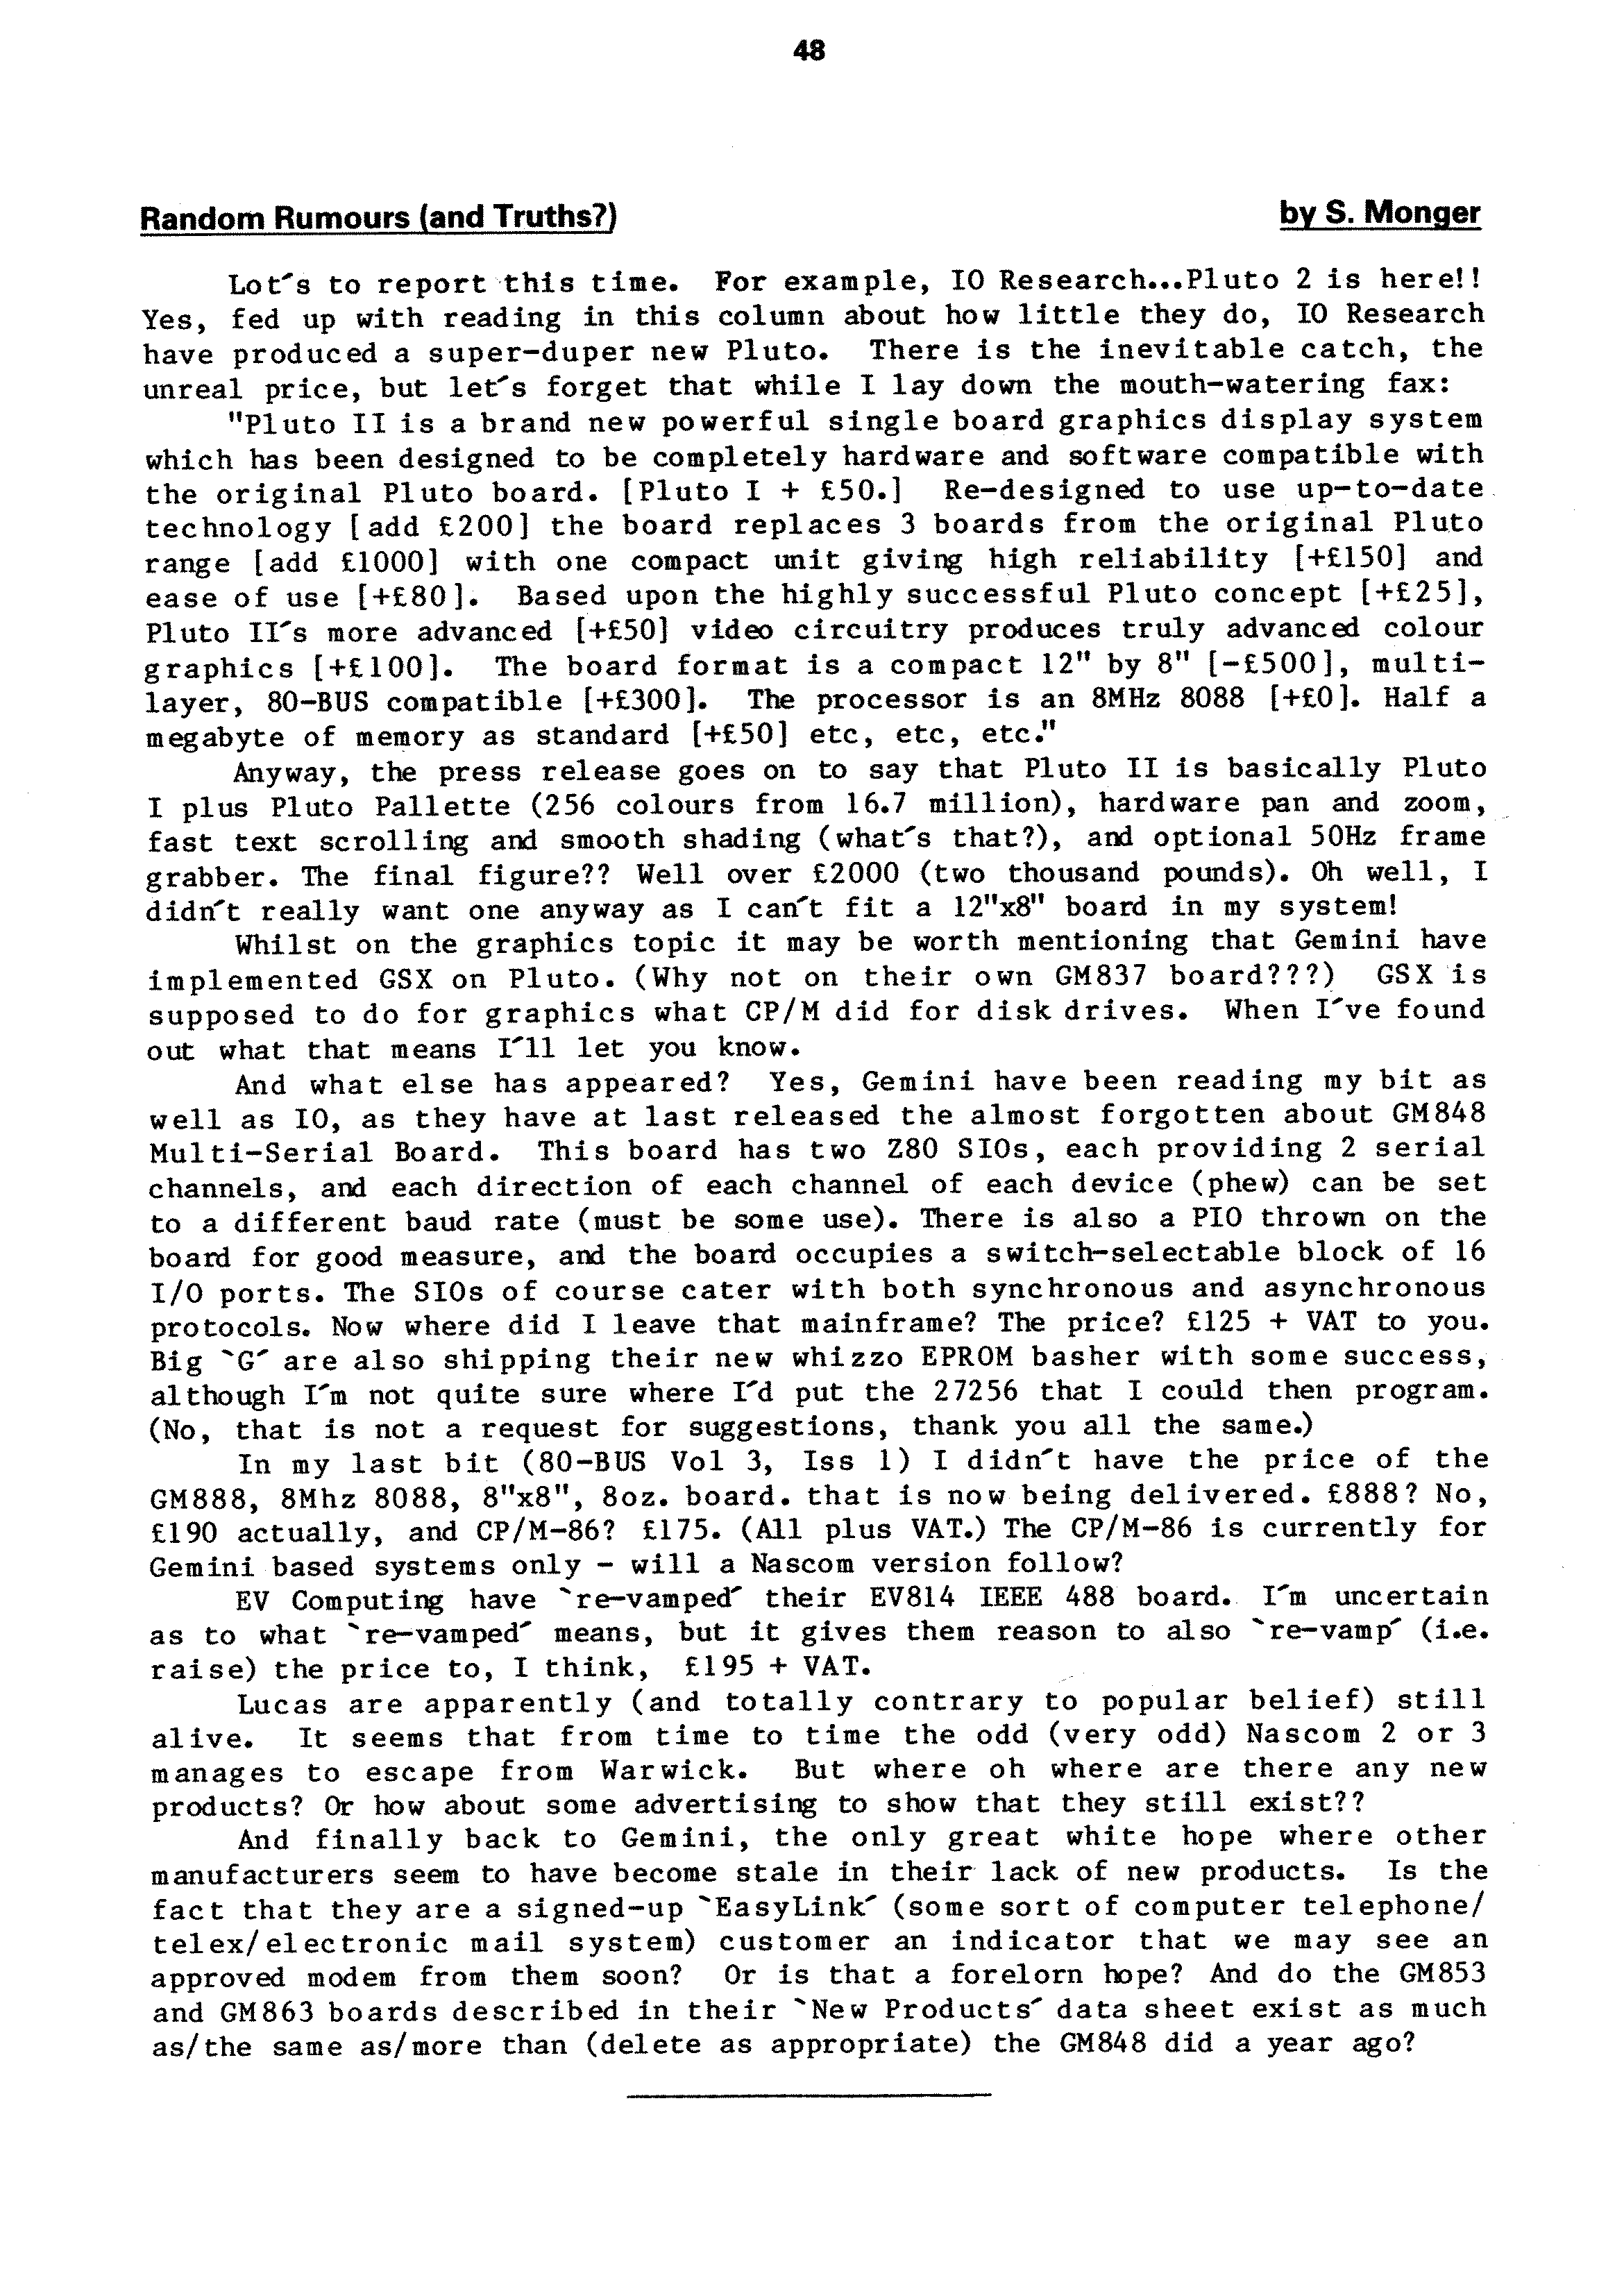 48
Random Rumours (and Truths?) by S. Monger
Lot's to report this time. For example, IO Research...Pluto 2 is here!!
Yes, fed up with reading in this column about how little they do, IO Research
have produced a super-duper new Pluto. There is the inevitable catch, the
unreal price, but let's forget that while I lay down the mouth-watering fax:
"Pluto II is a brand new powerful single board graphics display system
which has been designed to be completely hardware and software compatible with
the original Pluto board. [Pluto I + £50.] Re-designed to use up-to-date
technology [add £200] the board replaces 3 boards from the original Pluto
range [add £1000] with one compact unit giving high reliability [+£150] and
ease of use [+£80]. Based upon the highly successful Pluto concept [+£25],
Pluto II's more advanced [+£50] video circuitry produces truly advanced colour
graphics [+£100]. The board format is a compact 12" by 8" [-£500], multi-
layer, 80-BUS compatible [+£300]. The processor is an 8MHz 8088 [+£0]. Half a
megabyte of memory as standard [+£50] etc, etc, etc."
Anyway, the press release goes on to say that Pluto II is basically Pluto
I plus Pluto Pallette (256 colours from 16.7 million), hardware pan and zoom,
fast text scrolling and smooth shading (what's that?), and optional 50Hz frame
grabber. The final figure?? Well over £2000 (two thousand pounds). Oh well, I
didn't really want one anyway as I can't fit a 12"x8" board in my system!
Whilst on the graphics topic it may be worth mentioning that Gemini have
implemented GSX on Pluto. (Why not on their own GM837 board???) GSX is
supposed to do for graphics what CP/M did for disk drives. When I've found
out what that means I'll let you know.
And what else has appeared? Yes, Gemini have been reading my bit as
well as IO, as they have at last released the almost forgotten about GM848
Multi-Serial Board. This board has two Z80 SIOs, each providing 2 serial
channels, and each direction of each channel of each device (phew) can be set
to a different baud rate (must be some use). There is also a PIO thrown on the
board for good measure, and the board occupies a switch-selectable block of 16
I/O ports. The SIOs of course cater with both synchronous and asynchronous
protocols. Now where did I leave that mainframe? The price? £125 + VAT to you.
Big `G' are also shipping their new whizzo EPROM basher with some success,
although I'm not quite sure where I'd put the 27256 that I could then program.
(No, that is not a request for suggestions, thank you all the same.)
In my last bit (80-BUS Vol 3, Iss 1) I didn't have the price of the
GM888, 8Mhz 8088, 8"x8", 8oz. board. that is now being delivered. £888? No,
£190 actually, and CP/M-86? £175. (All plus VAT.) The CP/M-86 is currently for
Gemini based systems only - will a Nascom version follow?
EV Computing have `re-vamped' their EV814 IEEE 488 board. I'm uncertain
as to what `re-vamped' means, but it gives them reason to also `re-vamp' (i.e.
raise) the price to, I think, £195 + VAT.
Lucas are apparently (and totally contrary to popular belief) still
alive. It seems that from time to time the odd (very odd) Nascom 2 or 3
manages to escape from Warwick. But where oh where are there any new
products? Or how about some advertising to show that they still exist??
And finally back to Gemini, the only great white hope where other
manufacturers seem to have become stale in their lack of new products. Is the
fact that they are a signed-up `EasyLink' (some sort of computer telephone/
telex/electronic mail system) customer an indicator that we may see an
approved modem from them soon? Or is that a forelorn hope? And do the GM853
and GM863 boards described in their `New Products' data sheet exist as much
as/the same as/more than (delete as appropriate) the GM848 did a year ago?